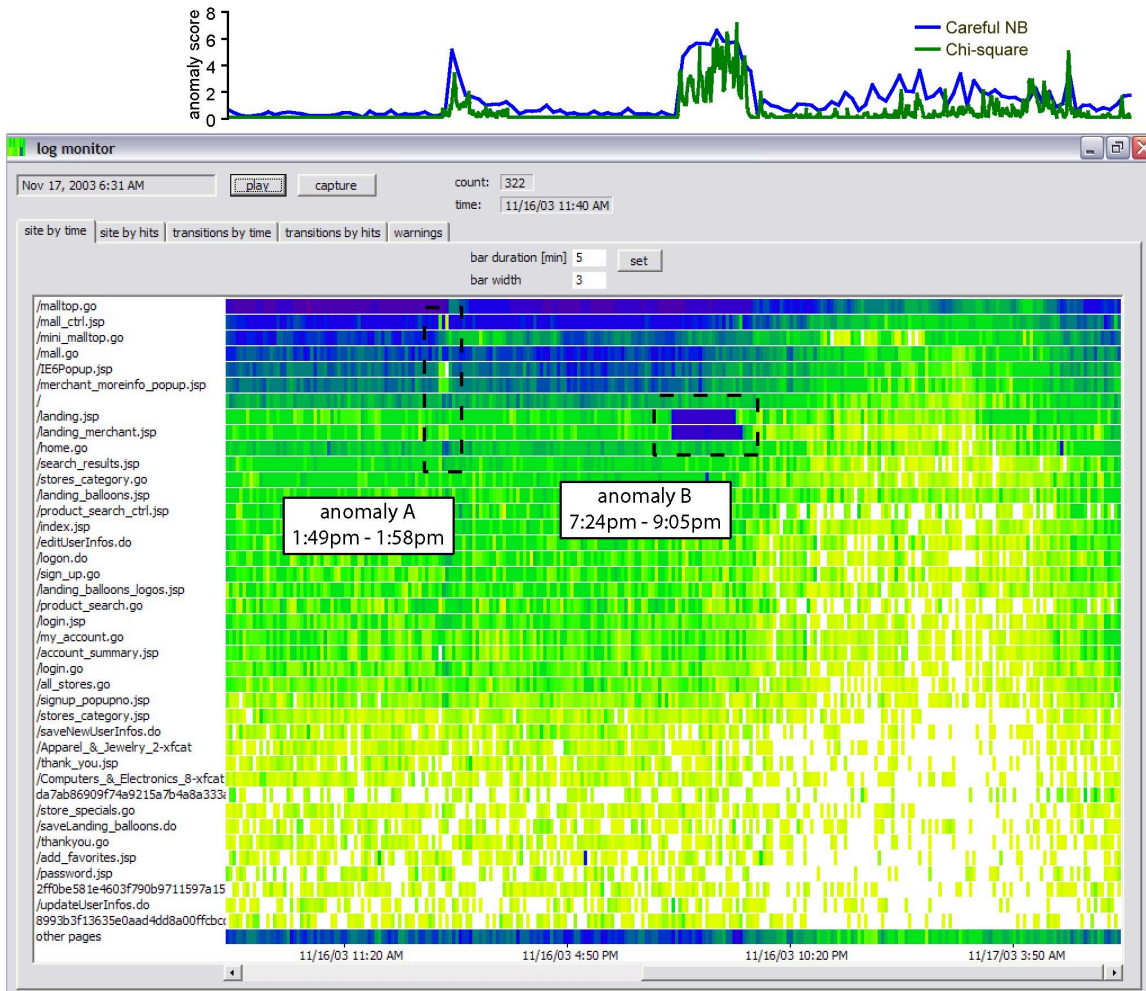 8
6
4
2
0
anomaly score
Careful NB
Chi-square
log monitor
Nov 17, 2003 6:31 AM
play
capture
count: 322
time: 11/16/03 11:40 AM
site by time
site by hits
transitions by time
transitions by hits
warnings
bar duration [min] 5
set
bar width 3
/malltop.go
/mall_ctrl.jsp
/mini_malltop.go
/mall.go
/IE6Popup.jsp
/merchant_moreinfo_popup.jsp
/
/landing.jsp
/landing_merchant.jsp
/home.go
/search_results.jsp
/stores_category.go
/landing_balloons.jsp
/product_search_ctrl.jsp
/index.jsp
/editUserInfos.do
/logon.do
/sign_up.go
/landing_balloons_logos.jsp
/product_search.go
/login.jsp
/my_account.go
/account_summary.jsp
/login.go
/all_stores.go
/signup_popupno.jsp
/stores_category.jsp
/saveNewUserInfos.do
/Apparel_&_Jewelry_2-xfcat
/thank_you.jsp
/Computers_&_Electronics_8-xfcat
da7ab86909f74a9215a7b4a8a333a
/store_specials.go
/saveLanding_balloons.do
/thankyou.go
/add_favorites.jsp
/password.jsp
2ff0be581e4603f790b9711597a15
/updateUserInfos.do
8993b3f13635e0aad4dd8a00ffcbcc
other pages
anomaly A
1:49pm - 1:58pm
anomaly B
7:24pm - 9:05pm
11/16/03 11:20 AM
11/16/03 4:50 PM
11/16/03 10:20 PM
11/17/03 3:50 AM